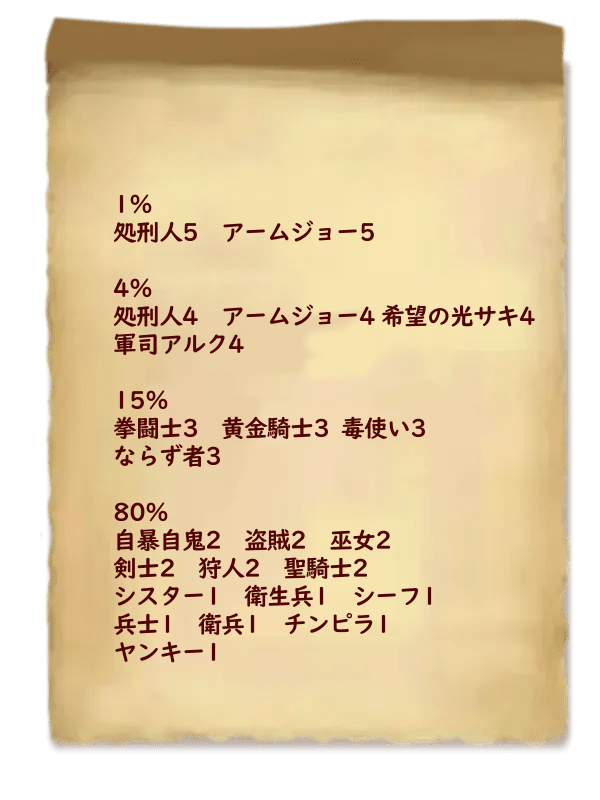 1%
処刑人5　アームジョー5
4%
処刑人4　アームジョー4 希望の光サキ4
軍司アルク4
15%
拳闘士3　黄金騎士3 毒使い3
ならず者3
80%
自暴自鬼2　盗賊2　巫女2
剣士2　狩人2　聖騎士2
シスター1　衛生兵1　シーフ1
兵士1　衛兵1　チンピラ1
ヤンキー1